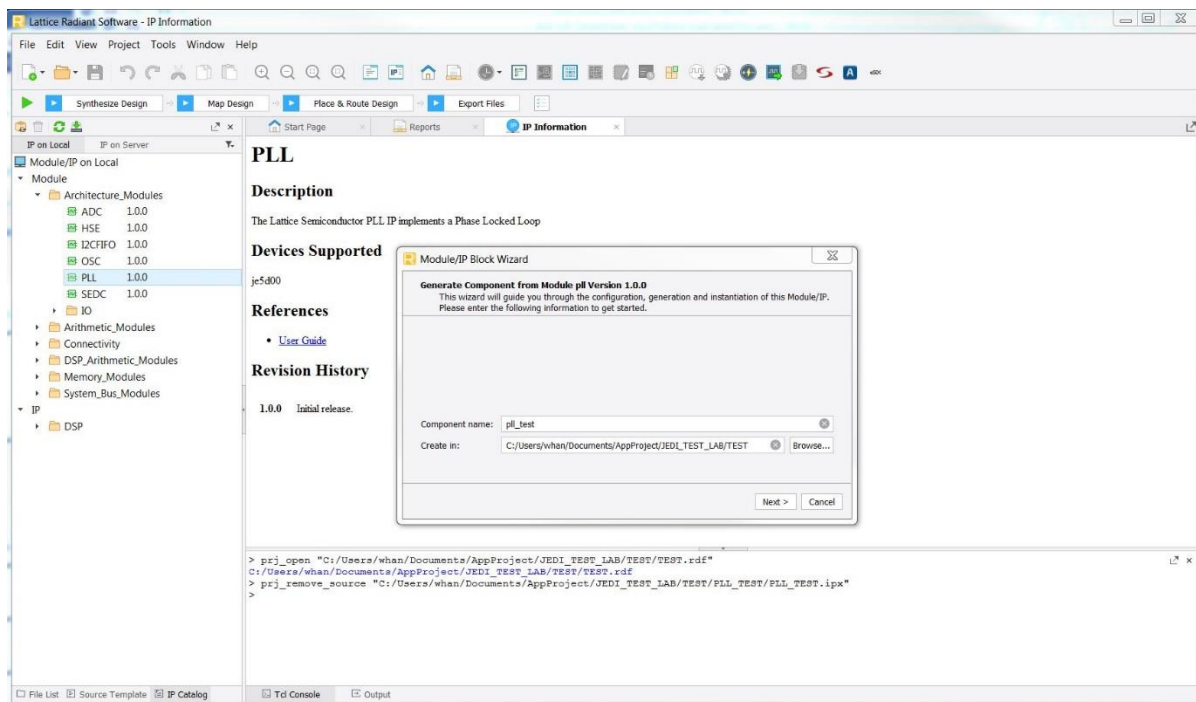 Lattice Radiant Software - IP Information
File Edit View Project Tools Window Help
Synthesize Design Map Design Place & Route Design Export Files
Start Page Reports IP Information
IP on Local IP on Server
Module/IP on Local
Module
Architecture_Modules
ADC 1.0.0
HSE 1.0.0
I2CFIFO 1.0.0
OSC 1.0.0
PLL 1.0.0
SEDC 1.0.0
IO
Arithmetic_Modules
Connectivity
DSP_Arithmetic_Modules
Memory_Modules
System_Bus_Modules
IP
DSP
PLL
Description
The Lattice Semiconductor PLL IP implements a Phase Locked Loop
Devices Supported
je5d00
References
User Guide
Revision History
1.0.0 Initial release.
Module/IP Block Wizard
Generate Component from Module pll Version 1.0.0
This wizard will guide you through the configuration, generation and instantiation of this Module/IP.
Please enter the following information to get started.
Component name: pll_test
Create in: C:/Users/whan/Documents/AppProject/JEDI_TEST_LAB/TEST Browse...
Next > Cancel
> prj_open "C:/Users/whan/Documents/AppProject/JEDI_TEST_LAB/TEST/TEST.rdf"
C:/Users/whan/Documents/AppProject/JEDI_TEST_LAB/TEST/TEST.rdf
> prj_remove_source "C:/Users/whan/Documents/AppProject/JEDI_TEST_LAB/TEST/PLL_TEST/PLL_TEST.ipx"
>
File List Source Template IP Catalog
Tcl Console Output